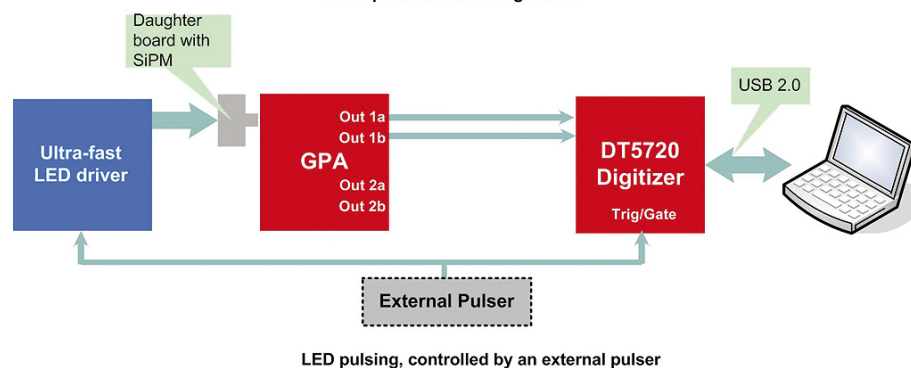 Daughter
board with
SiPM
USB 2.0
Out 1a
Out 1b
Ultra-fast
LED driver
GPA
DT5720
Digitizer
Out 2a
Out 2b
Trig/Gate
External Pulser
LED pulsing, controlled by an external pulser